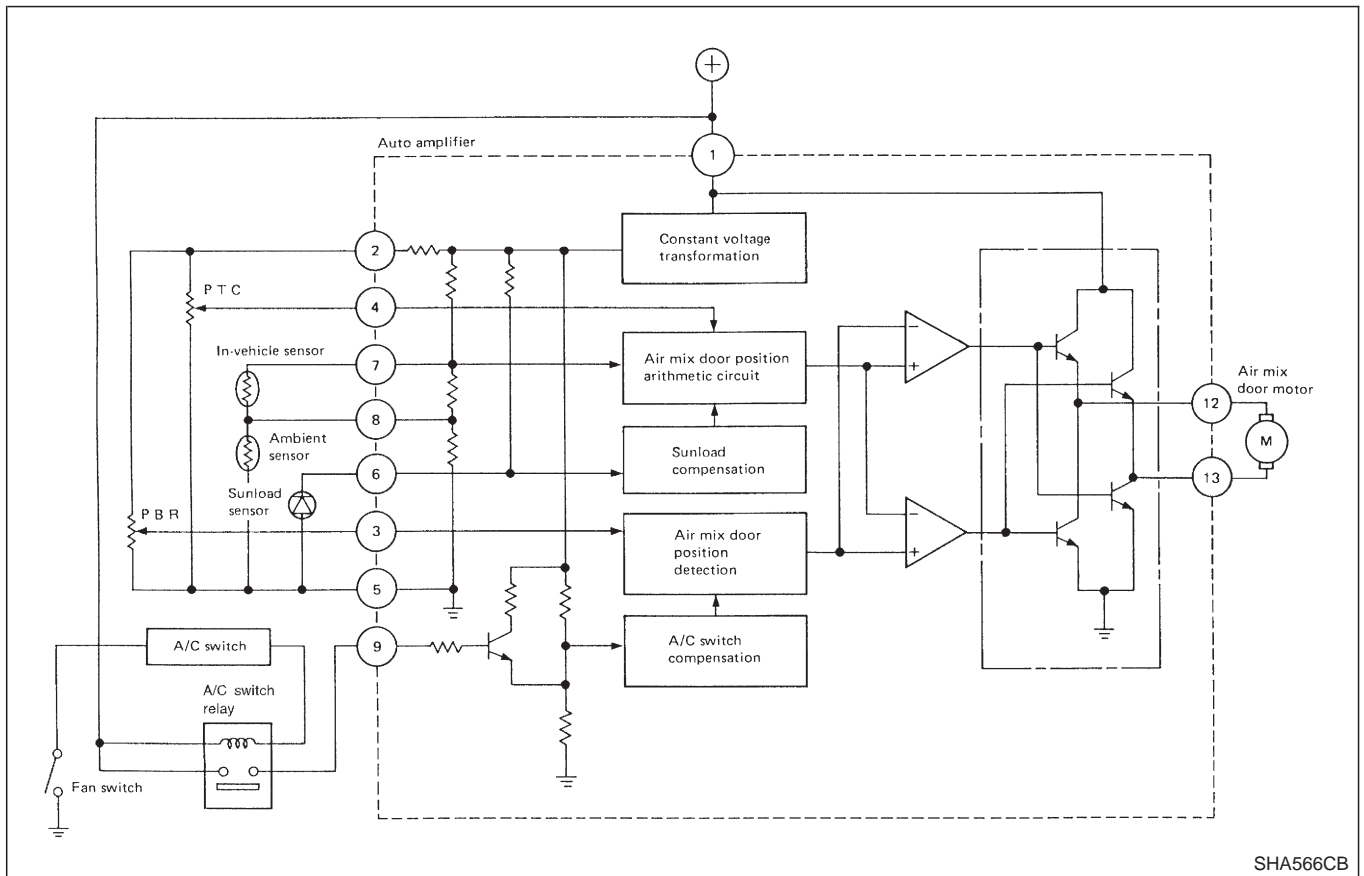 +
Auto amplifier
1
Constant voltage
transformation
2
P T C
4
In-vehicle sensor
7
Air mix door position
arithmetic circuit
8
Ambient
sensor
6
Sunload
compensation
Sunload
sensor
P B R
3
Air mix door
position
detection
5
A/C switch
9
A/C switch
compensation
A/C switch
relay
Fan switch
−
+
−
+
12
Air mix
door motor
M
13
SHA566CB